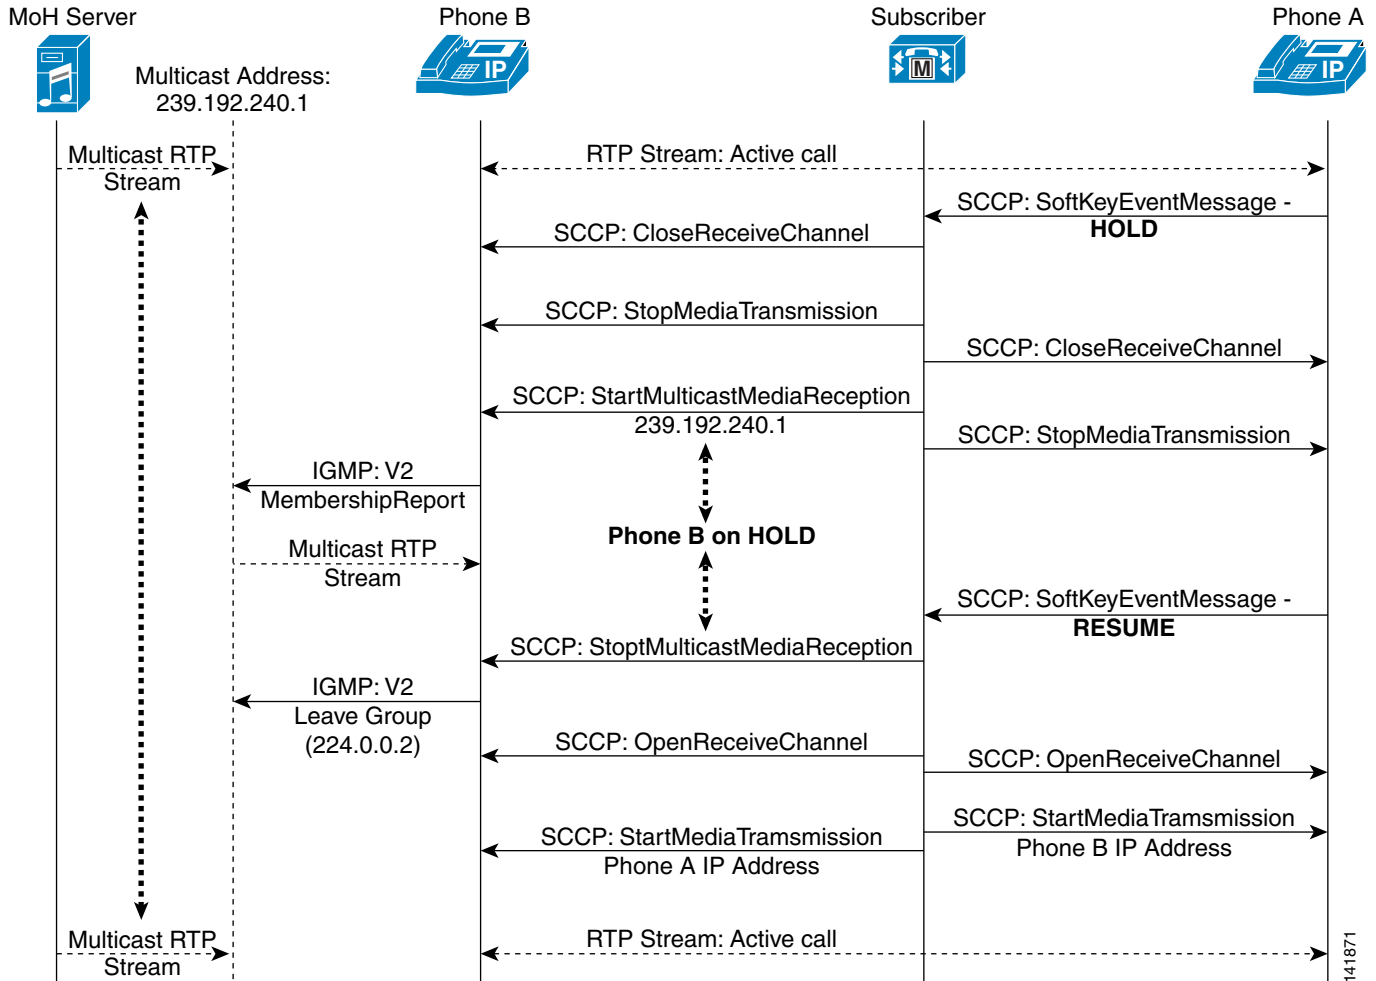 MoH Server
Phone B
Subscriber
Phone A
IP
M
IP
Multicast Address:
239.192.240.1
Multicast RTP
Stream
RTP Stream: Active call
SCCP: SoftKeyEventMessage -
HOLD
SCCP: CloseReceiveChannel
SCCP: StopMediaTransmission
SCCP: CloseReceiveChannel
SCCP: StartMulticastMediaReception
239.192.240.1
SCCP: StopMediaTransmission
IGMP: V2
MembershipReport
Phone B on HOLD
Multicast RTP
Stream
SCCP: SoftKeyEventMessage -
RESUME
SCCP: StoptMulticastMediaReception
IGMP: V2
Leave Group
(224.0.0.2)
SCCP: OpenReceiveChannel
SCCP: OpenReceiveChannel
SCCP: StartMediaTramsmission
Phone B IP Address
SCCP: StartMediaTramsmission
Phone A IP Address
Multicast RTP
Stream
RTP Stream: Active call
141871